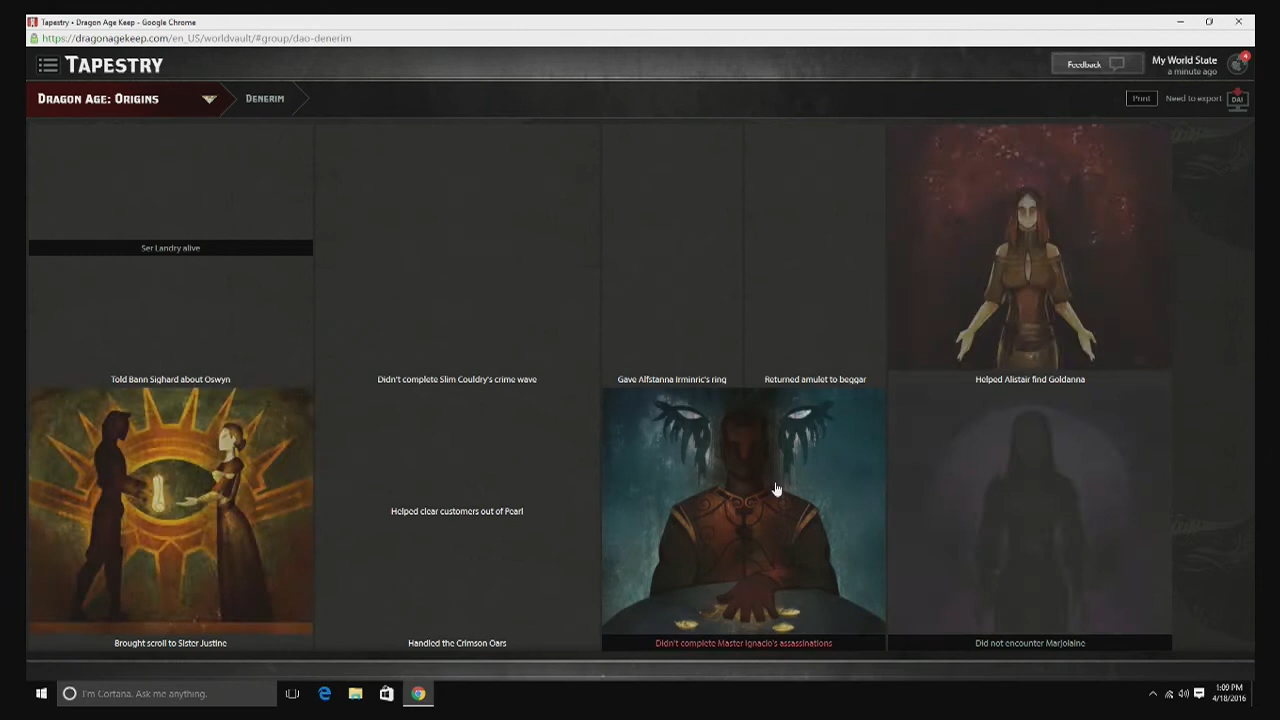 Tapestry • Dragon Age Keep - Google Chrome
https://dragonagekeep.com/en_US/worldvault/#group/dao-denerim
TAPESTRY
Feedback
My World State
4
a minute ago
DRAGON AGE: ORIGINS
DENERIM
Print
Need to export
DAI
Ser Landry alive
Told Bann Sighard about Oswyn
Didn't complete Slim Couldry's crime wave
Gave Alfstanna Irminric's ring
Returned amulet to beggar
Helped Alistair find Goldanna
Helped clear customers out of Pearl
Brought scroll to Sister Justine
Handled the Crimson Oars
Didn't complete Master Ignacio's assassinations
Did not encounter Marjolaine
I'm Cortana. Ask me anything.
1:09 PM
4/18/2016